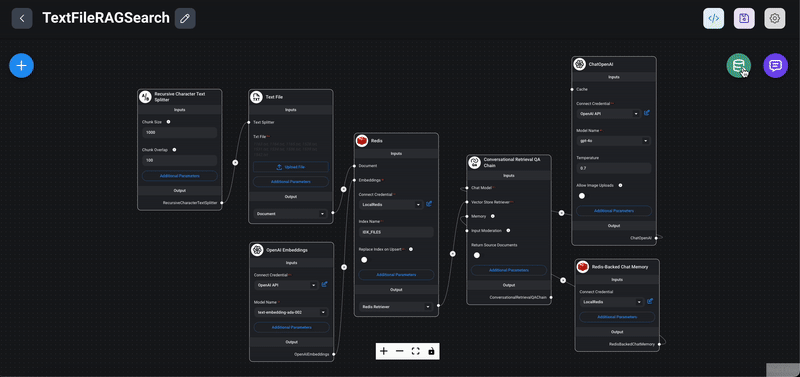 TextFileRAGSearch
Recursive Character Text
Splitter
Inputs
Chunk Size
1000
Chunk Overlap
100
Additional Parameters
Output
RecursiveCharacterTextSplitter
Text File
Inputs
Text Splitter
Txt File *
Upload File
Additional Parameters
Output
Document
OpenAI Embeddings
Inputs
Connect Credential *
OpenAI API
Model Name *
text-embedding-ada-002
Additional Parameters
Output
OpenAIEmbeddings
Redis
Inputs
Document
Embeddings *
Connect Credential *
LocalRedis
Index Name *
IDX_FILES
Replace Index on Upsert *
Additional Parameters
Output
Redis Retriever
Conversational Retrieval QA
Chain
Inputs
Chat Model *
Vector Store Retriever *
Memory
Input Moderation
Return Source Documents
Additional Parameters
Output
ConversationalRetrievalQAChain
ChatOpenAI
Inputs
Cache
Connect Credential *
OpenAI API
Model Name *
gpt-4o
Temperature
0.7
Allow Image Uploads
Additional Parameters
Output
ChatOpenAI
Redis-Backed Chat Memory
Inputs
Connect Credential
LocalRedis
Additional Parameters
Output
RedisBackedChatMemory